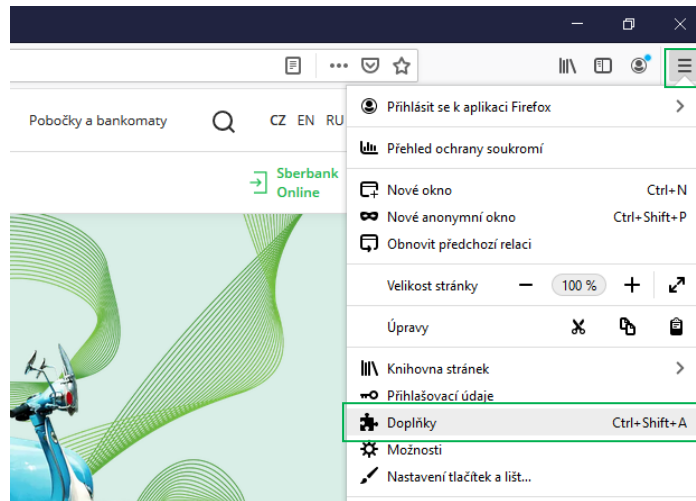 Pobočky a bankomaty CZ EN RU
Sberbank
Online
Přihlásit se k aplikaci Firefox
Přehled ochrany soukromí
Nové okno Ctrl+N
Nové anonymní okno Ctrl+Shift+P
Obnovit předchozí relaci
Velikost stránky 100 %
Úpravy
Knihovna stránek
Přihlašovací údaje
Doplňky Ctrl+Shift+A
Možnosti
Nastavení tlačítek a lišt...